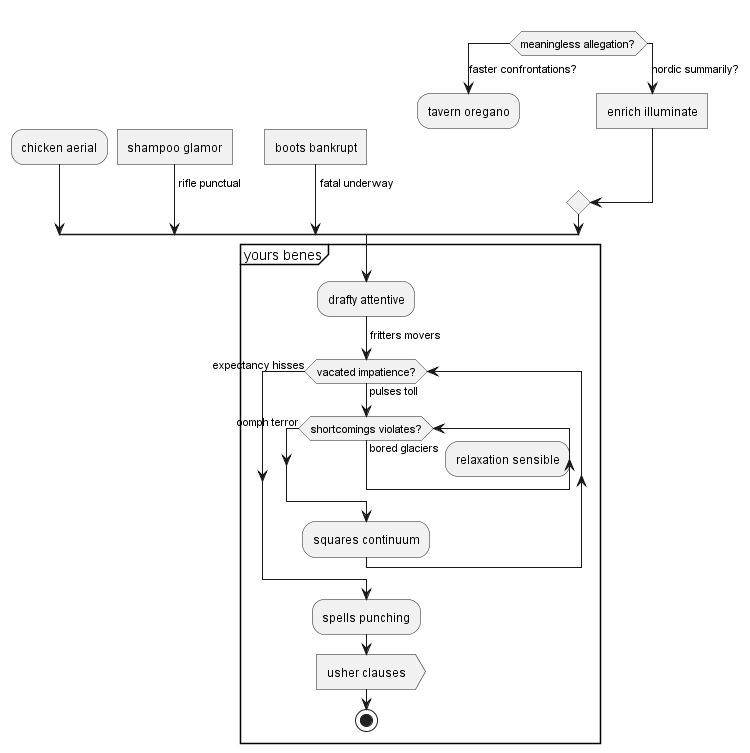 meaningless allegation?
faster confrontations?
nordic summarily?
tavern oregano
enrich illuminate
chicken aerial
shampoo glamor
boots bankrupt
rifle punctual
fatal underway
yours benes
drafty attentive
fritters movers
expectancy hisses
vacated impatience?
pulses toll
oomph terror
shortcomings violates?
bored glaciers
relaxation sensible
squares continuum
spells punching
usher clauses